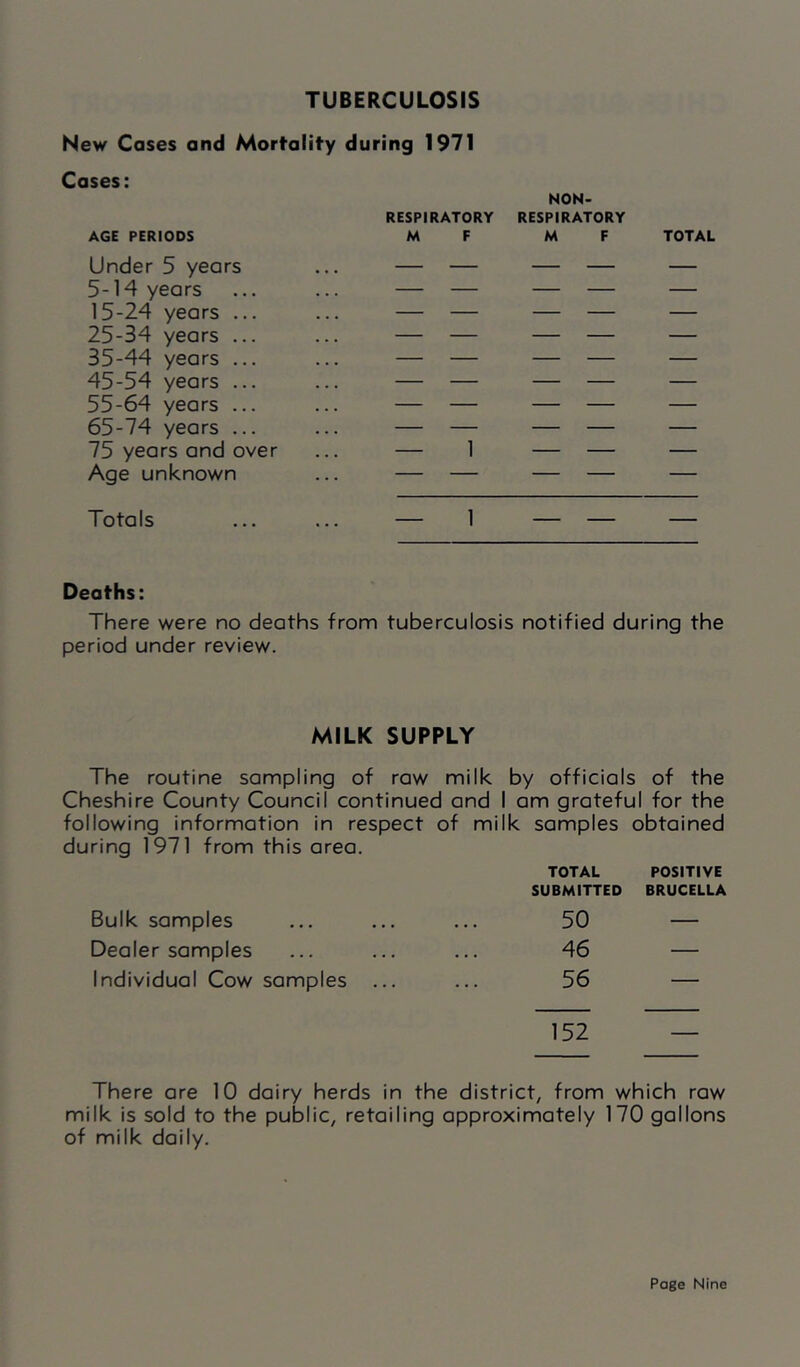 TUBERCULOSIS
New Cases and Mortality during 1971
Cases:
NON-
RESPIRATORY RESPIRATORY
AGE PERIODS M F M F TOTAL
Under 5 years ... — — — — —
5-14 years ... ... — — — — —
15-24 years ... ... — — — — —
25-34 years ... ... — — — — —
35-44 years ... ... — — — — —
45-54 years ... ... — — — — —
55-64 years ... ... — — — — —
65-74 years ... ... — — — — —
75 years and over ... — 1 — — —
Age unknown ... — — — — —
Totals ... ... — 1 — — —
Deaths:
There were no deaths from tuberculosis notified during the
period under review.
MILK SUPPLY
The routine sampling of raw milk by officials of the
Cheshire County Council continued and I am grateful for the
following information in respect of milk samples obtained
during 1971 from this area.
TOTAL POSITIVE
SUBMITTED BRUCELLA
Bulk samples ... ... ... 50 —
Dealer samples ... ... ... 46 —
Individual Cow samples ... ... 56 —
152 —
There are 10 dairy herds in the district, from which raw
milk is sold to the public, retailing approximately 170 gallons
of milk daily.
Page Nine